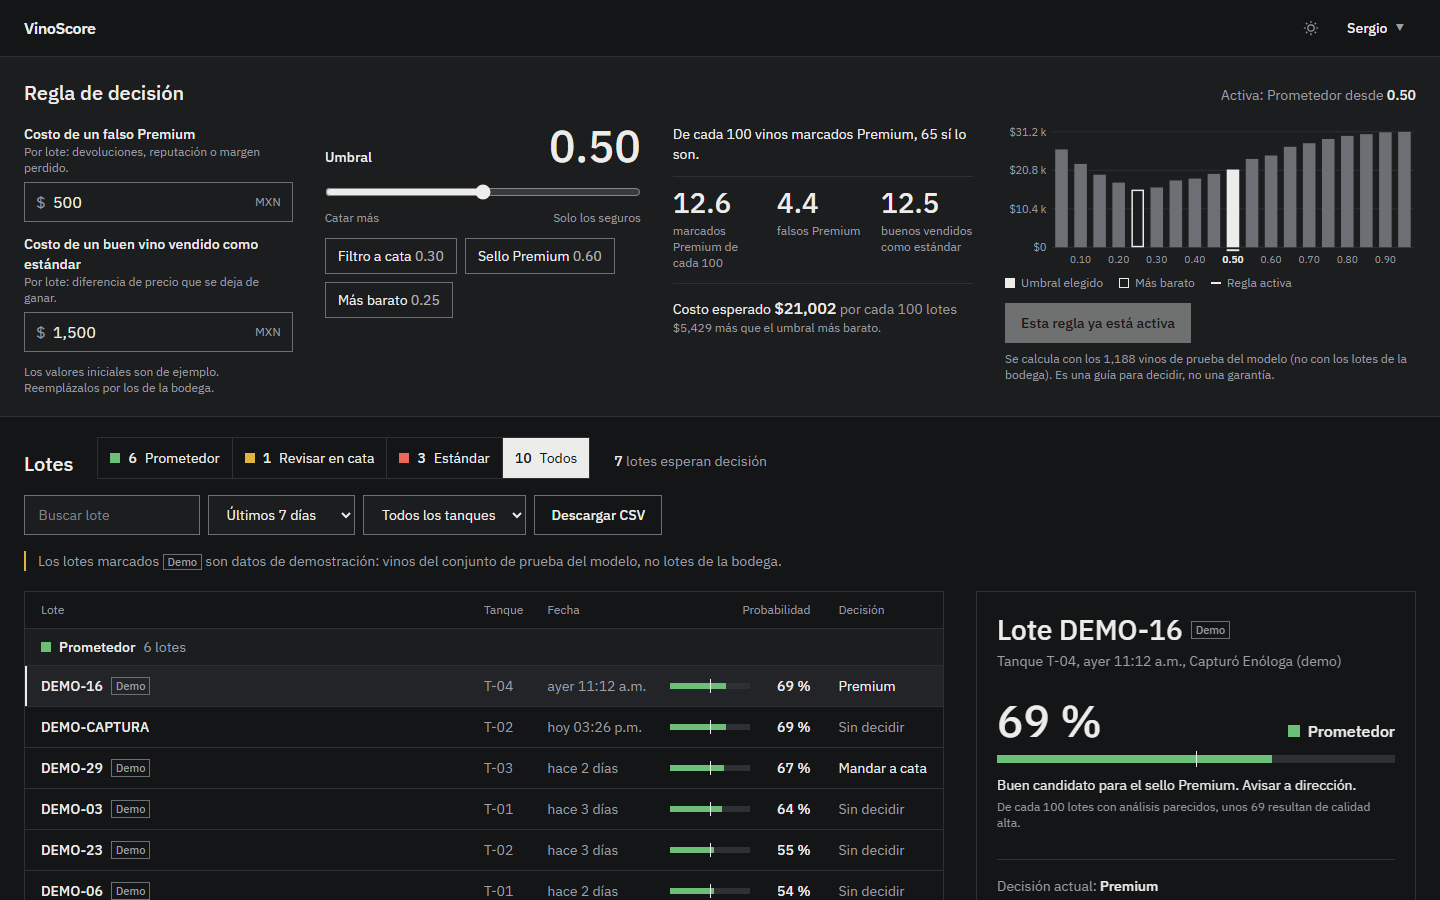 VinoScore
Sergio ▼
Regla de decisión
Activa: Prometedor desde 0.50
Costo de un falso Premium
Por lote: devoluciones, reputación o margen
perdido.
$ 500 MXN
Costo de un buen vino vendido como
estándar
Por lote: diferencia de precio que se deja de
ganar.
$ 1,500 MXN
Los valores iniciales son de ejemplo.
Reemplázalos por los de la bodega.
Umbral 0.50
Catar más Solo los seguros
Filtro a cata 0.30 Sello Premium 0.60
Más barato 0.25
De cada 100 vinos marcados Premium, 65 sí lo
son.
12.6 4.4 12.5
marcados falsos Premium buenos vendidos
Premium de como estándar
cada 100
Costo esperado $21,002 por cada 100 lotes
$5,429 más que el umbral más barato.
$31.2 k
$20.8 k
$10.4 k
$0
0.10 0.20 0.30 0.40 0.50 0.60 0.70 0.80 0.90
Umbral elegido Más barato Regla activa
Esta regla ya está activa
Se calcula con los 1,188 vinos de prueba del modelo (no con los lotes de la
bodega). Es una guía para decidir, no una garantía.
Lotes 6 Prometedor 1 Revisar en cata 3 Estándar 10 Todos 7 lotes esperan decisión
Buscar lote Últimos 7 días Todos los tanques Descargar CSV
Los lotes marcados Demo son datos de demostración: vinos del conjunto de prueba del modelo, no lotes de la bodega.
Lote Tanque Fecha Probabilidad Decisión
Prometedor 6 lotes
DEMO-16 Demo T-04 ayer 11:12 a.m. 69 % Premium
DEMO-CAPTURA T-02 hoy 03:26 p.m. 69 % Sin decidir
DEMO-29 Demo T-03 hace 2 días 67 % Mandar a cata
DEMO-03 Demo T-01 hace 3 días 64 % Sin decidir
DEMO-23 Demo T-02 hace 3 días 55 % Sin decidir
DEMO-06 Demo T-01 hace 2 días 54 % Sin decidir
Lote DEMO-16 Demo
Tanque T-04, ayer 11:12 a.m., Capturó Enóloga (demo)
69 % Prometedor
Buen candidato para el sello Premium. Avisar a dirección.
De cada 100 lotes con análisis parecidos, unos 69 resultan de calidad
alta.
Decisión actual: Premium